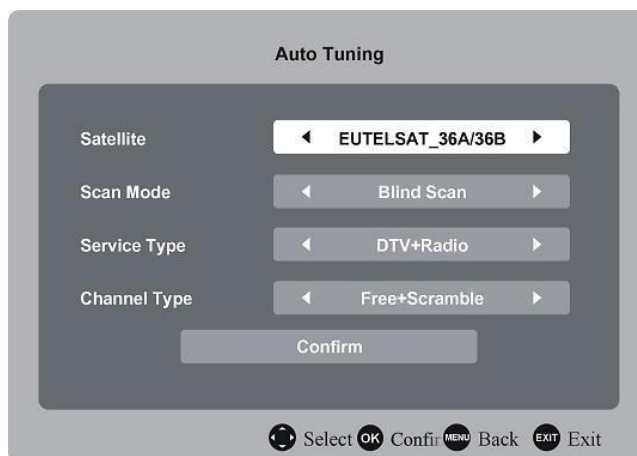 Auto Tuning
Satellite EUTELSAT_36A/36B
Scan Mode Blind Scan
Service Type DTV+Radio
Channel Type Free+Scramble
Confirm
Select OK Confir MENU Back EXIT Exit